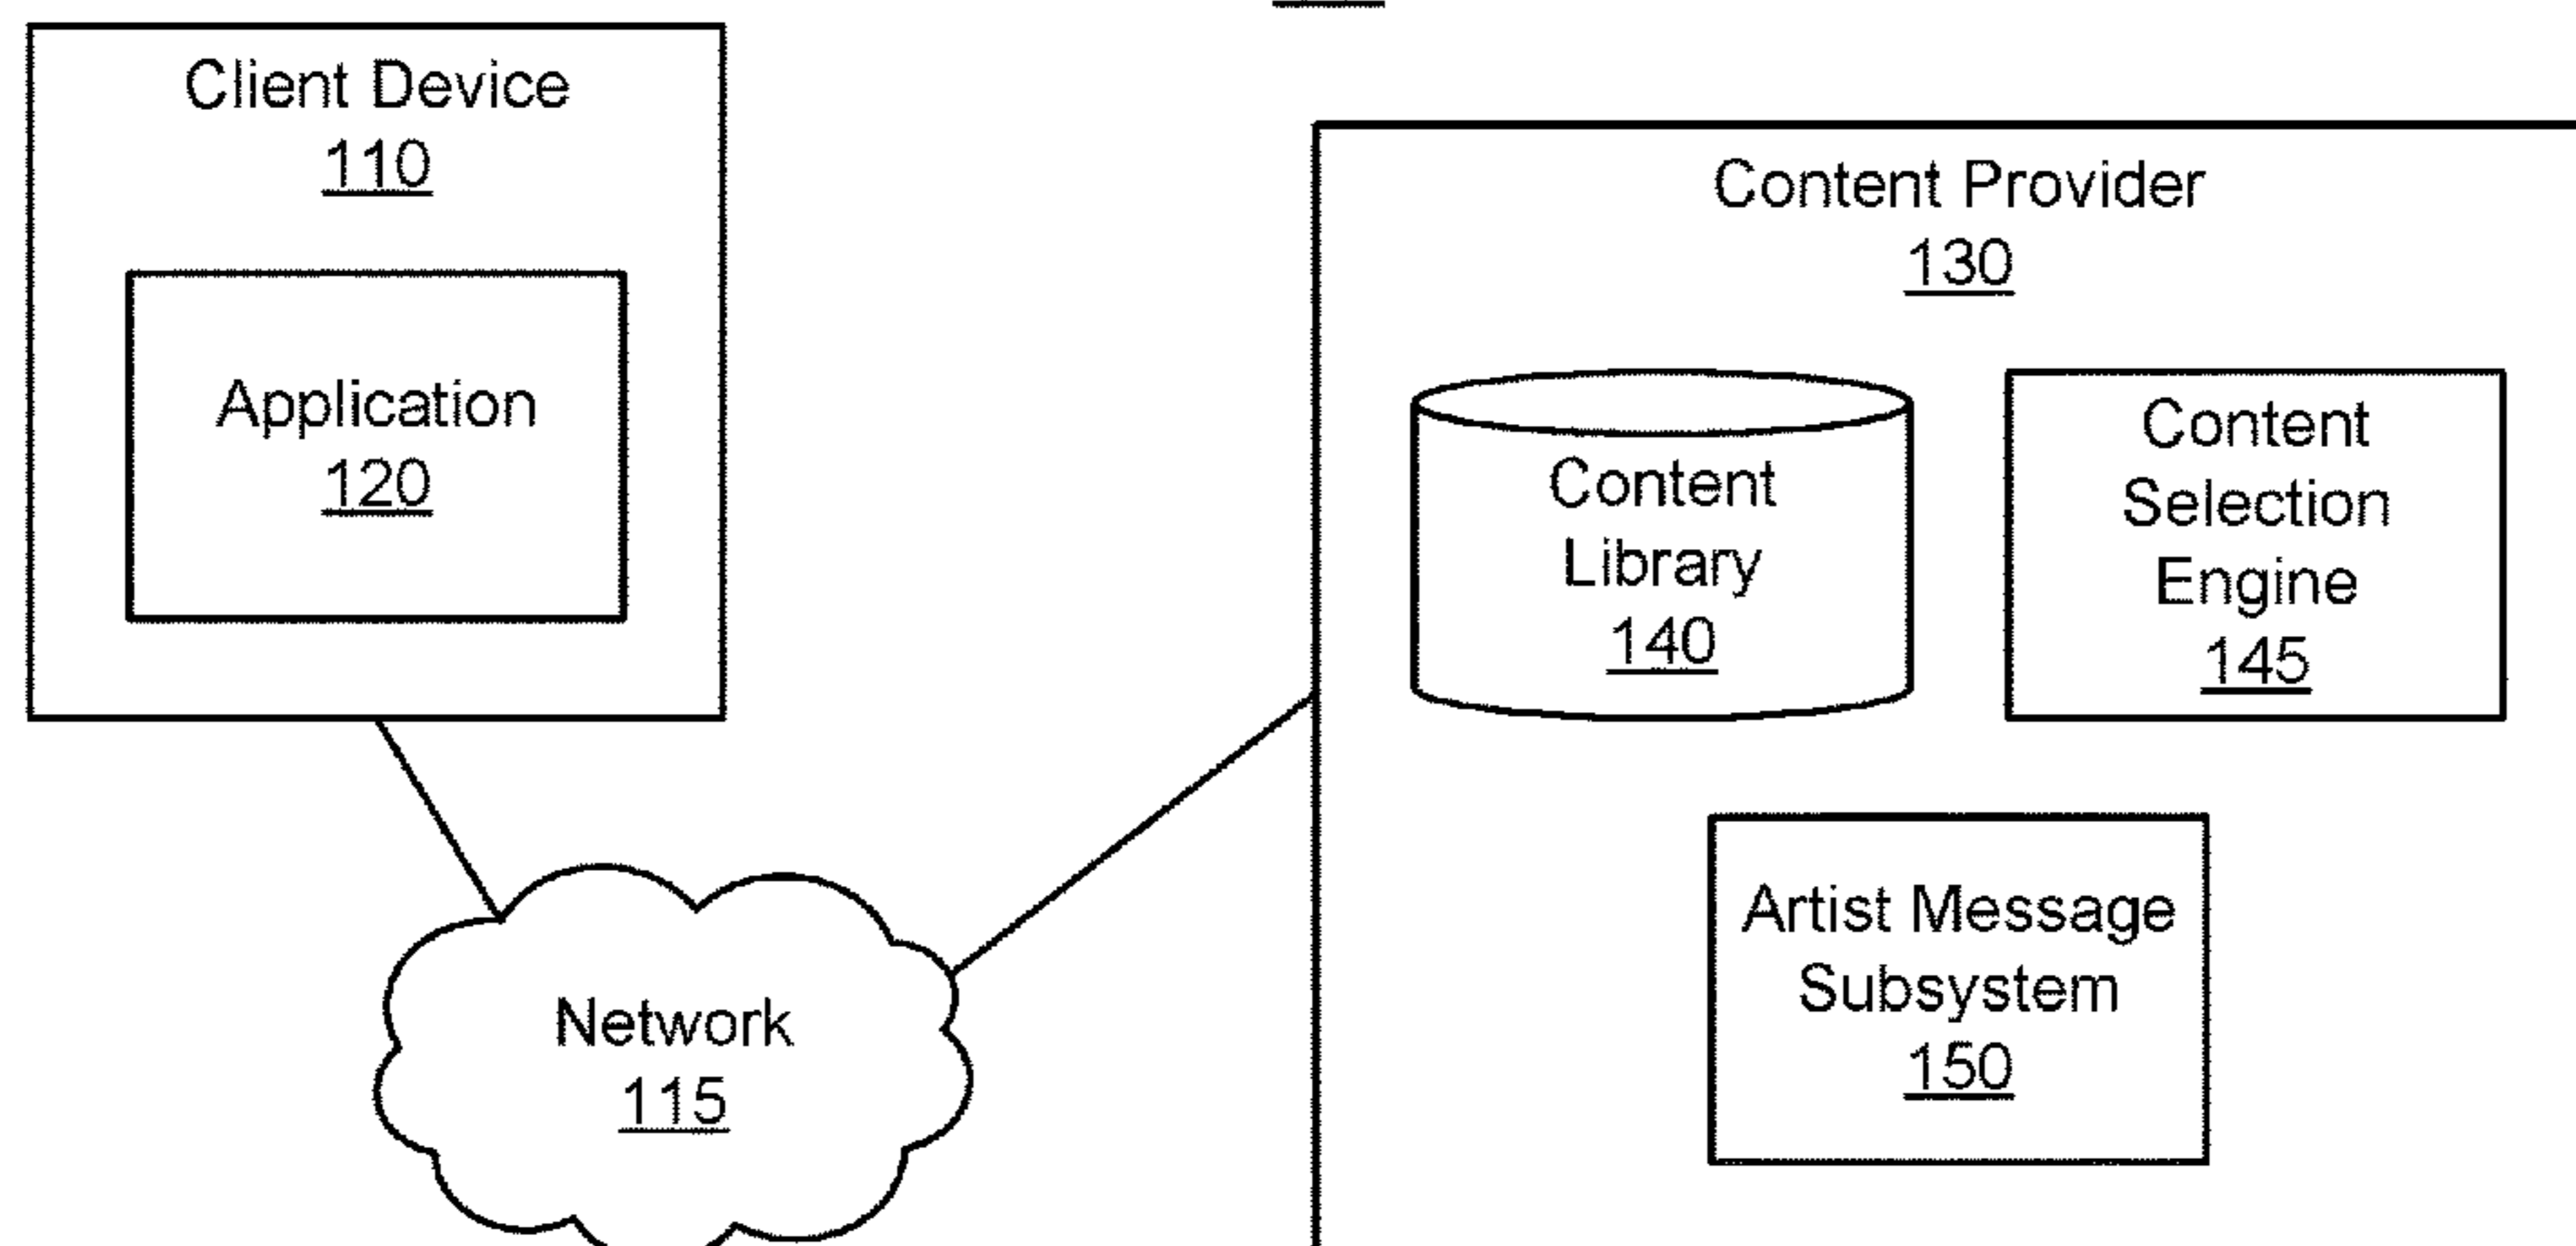 Client Device
110
Application
120
Network
115
Content Provider
130
Content
Library
140
Content
Selection
Engine
145
Artist Message
Subsystem
150